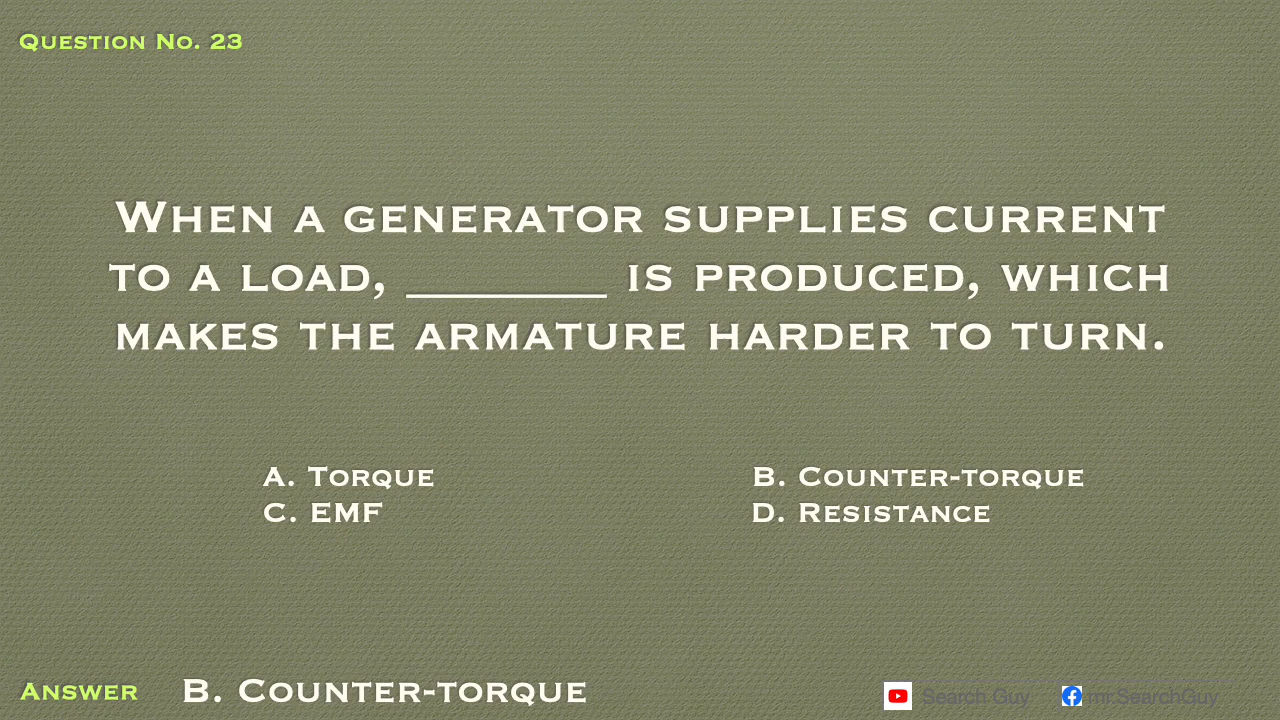 Question No. 23
When a generator supplies current
to a load, ________ is produced, which
makes the armature harder to turn.
A. Torque
B. Counter-torque
C. EMF
D. Resistance
Answer
B. Counter-torque
Search Guy
mr.SearchGuy